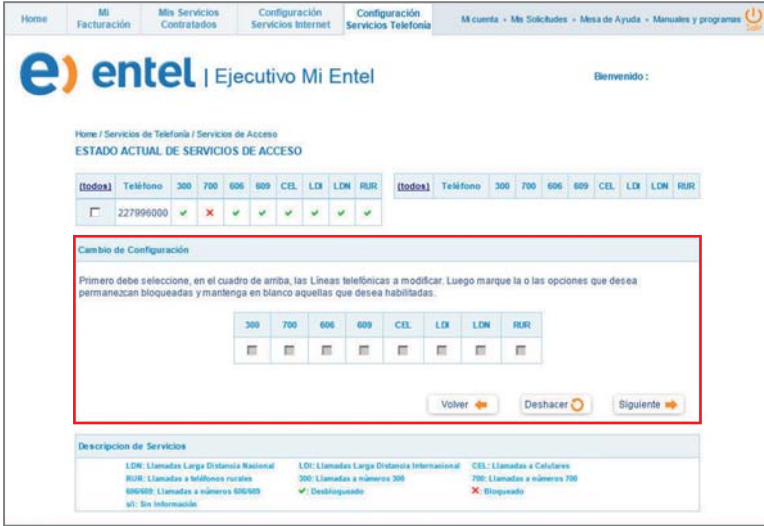 Home
Mi Facturación
Mis Servicios Contratados
Configuración Servicios Internet
Configuración Servicios Telefonía
Mi cuenta • Mis Solicitudes • Mesa de Ayuda • Manuales y programas
Salir
e) entel | Ejecutivo Mi Entel
Bienvenido :
Home / Servicios de Telefonía / Servicios de Acceso
ESTADO ACTUAL DE SERVICIOS DE ACCESO
(todos) Teléfono 300 700 606 609 CEL LDI LDN RUR
(todos) Teléfono 300 700 606 609 CEL LDI LDN RUR
227996000
Cambio de Configuración
Primero debe seleccione, en el cuadro de arriba, las Líneas telefónicas a modificar. Luego marque la o las opciones que desea
permanezcan bloqueadas y mantenga en blanco aquellas que desea habilitadas.
300 700 606 609 CEL LDI LDN RUR
Volver
Deshacer
Siguiente
Descripcion de Servicios
LDN: Llamadas Larga Distancia Nacional LDI: Llamadas Larga Distancia Internacional CEL: Llamadas a Celulares
RUR: Llamadas a teléfonos rurales 300: Llamadas a números 300 700: Llamadas a números 700
606/609: Llamadas a números 606/609 ✔: Desbloqueado ✘: Bloqueado
s/i: Sin Información